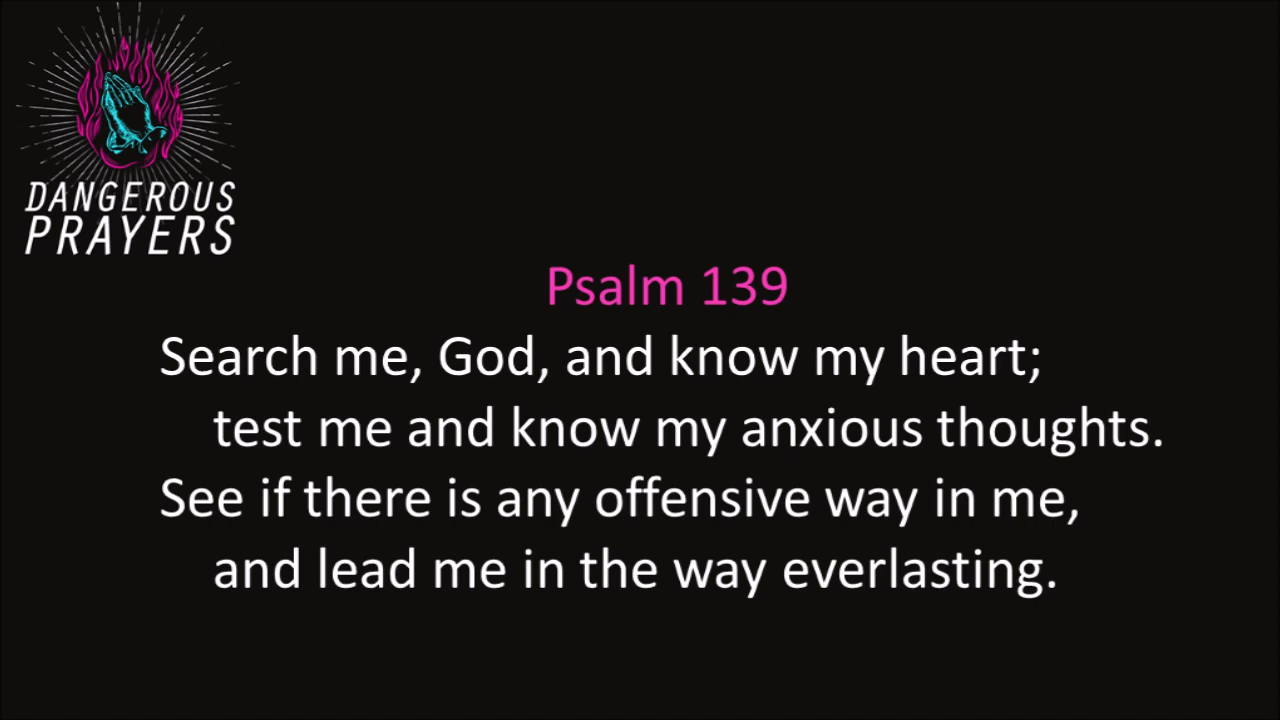 DANGEROUS
PRAYERS
Psalm 139
Search me, God, and know my heart;
test me and know my anxious thoughts.
See if there is any offensive way in me,
and lead me in the way everlasting.